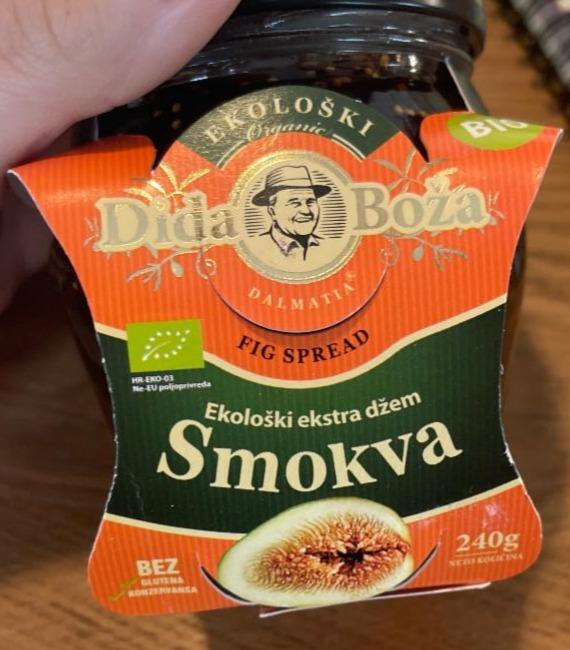 EKOLOŠKI
Organic
BIO
Dida Boža
DALMATIA®
FIG SPREAD
HR-EKO-03
Ne-EU poljoprivreda
Ekološki ekstra džem
Smokva
BEZ
GLUTENA
KONZERVANSA
240g
NETO KOLIČINA